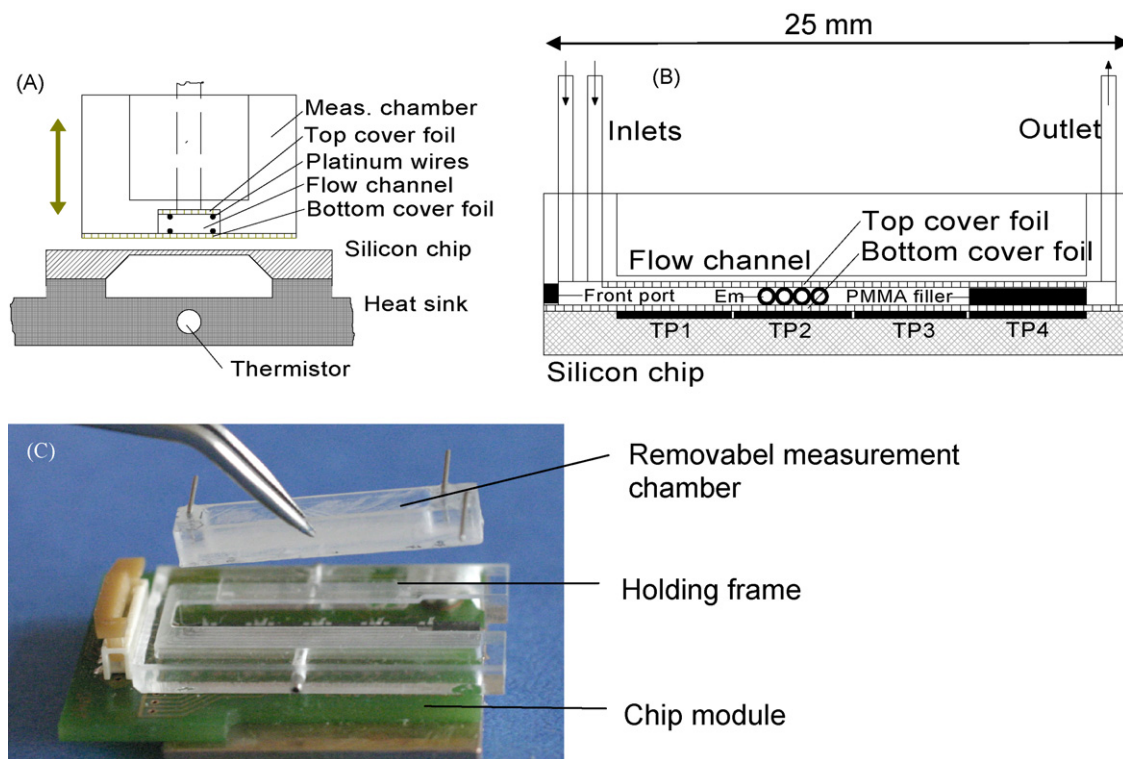 (A)
Meas. chamber
Top cover foil
Platinum wires
Flow channel
Bottom cover foil
Silicon chip
Heat sink
Thermistor
25 mm
(B)
Inlets
Outlet
Top cover foil
Flow channel
Bottom cover foil
Front port
Em
PMMA filler
TP1
TP2
TP3
TP4
Silicon chip
(C)
Removabel measurement
chamber
Holding frame
Chip module